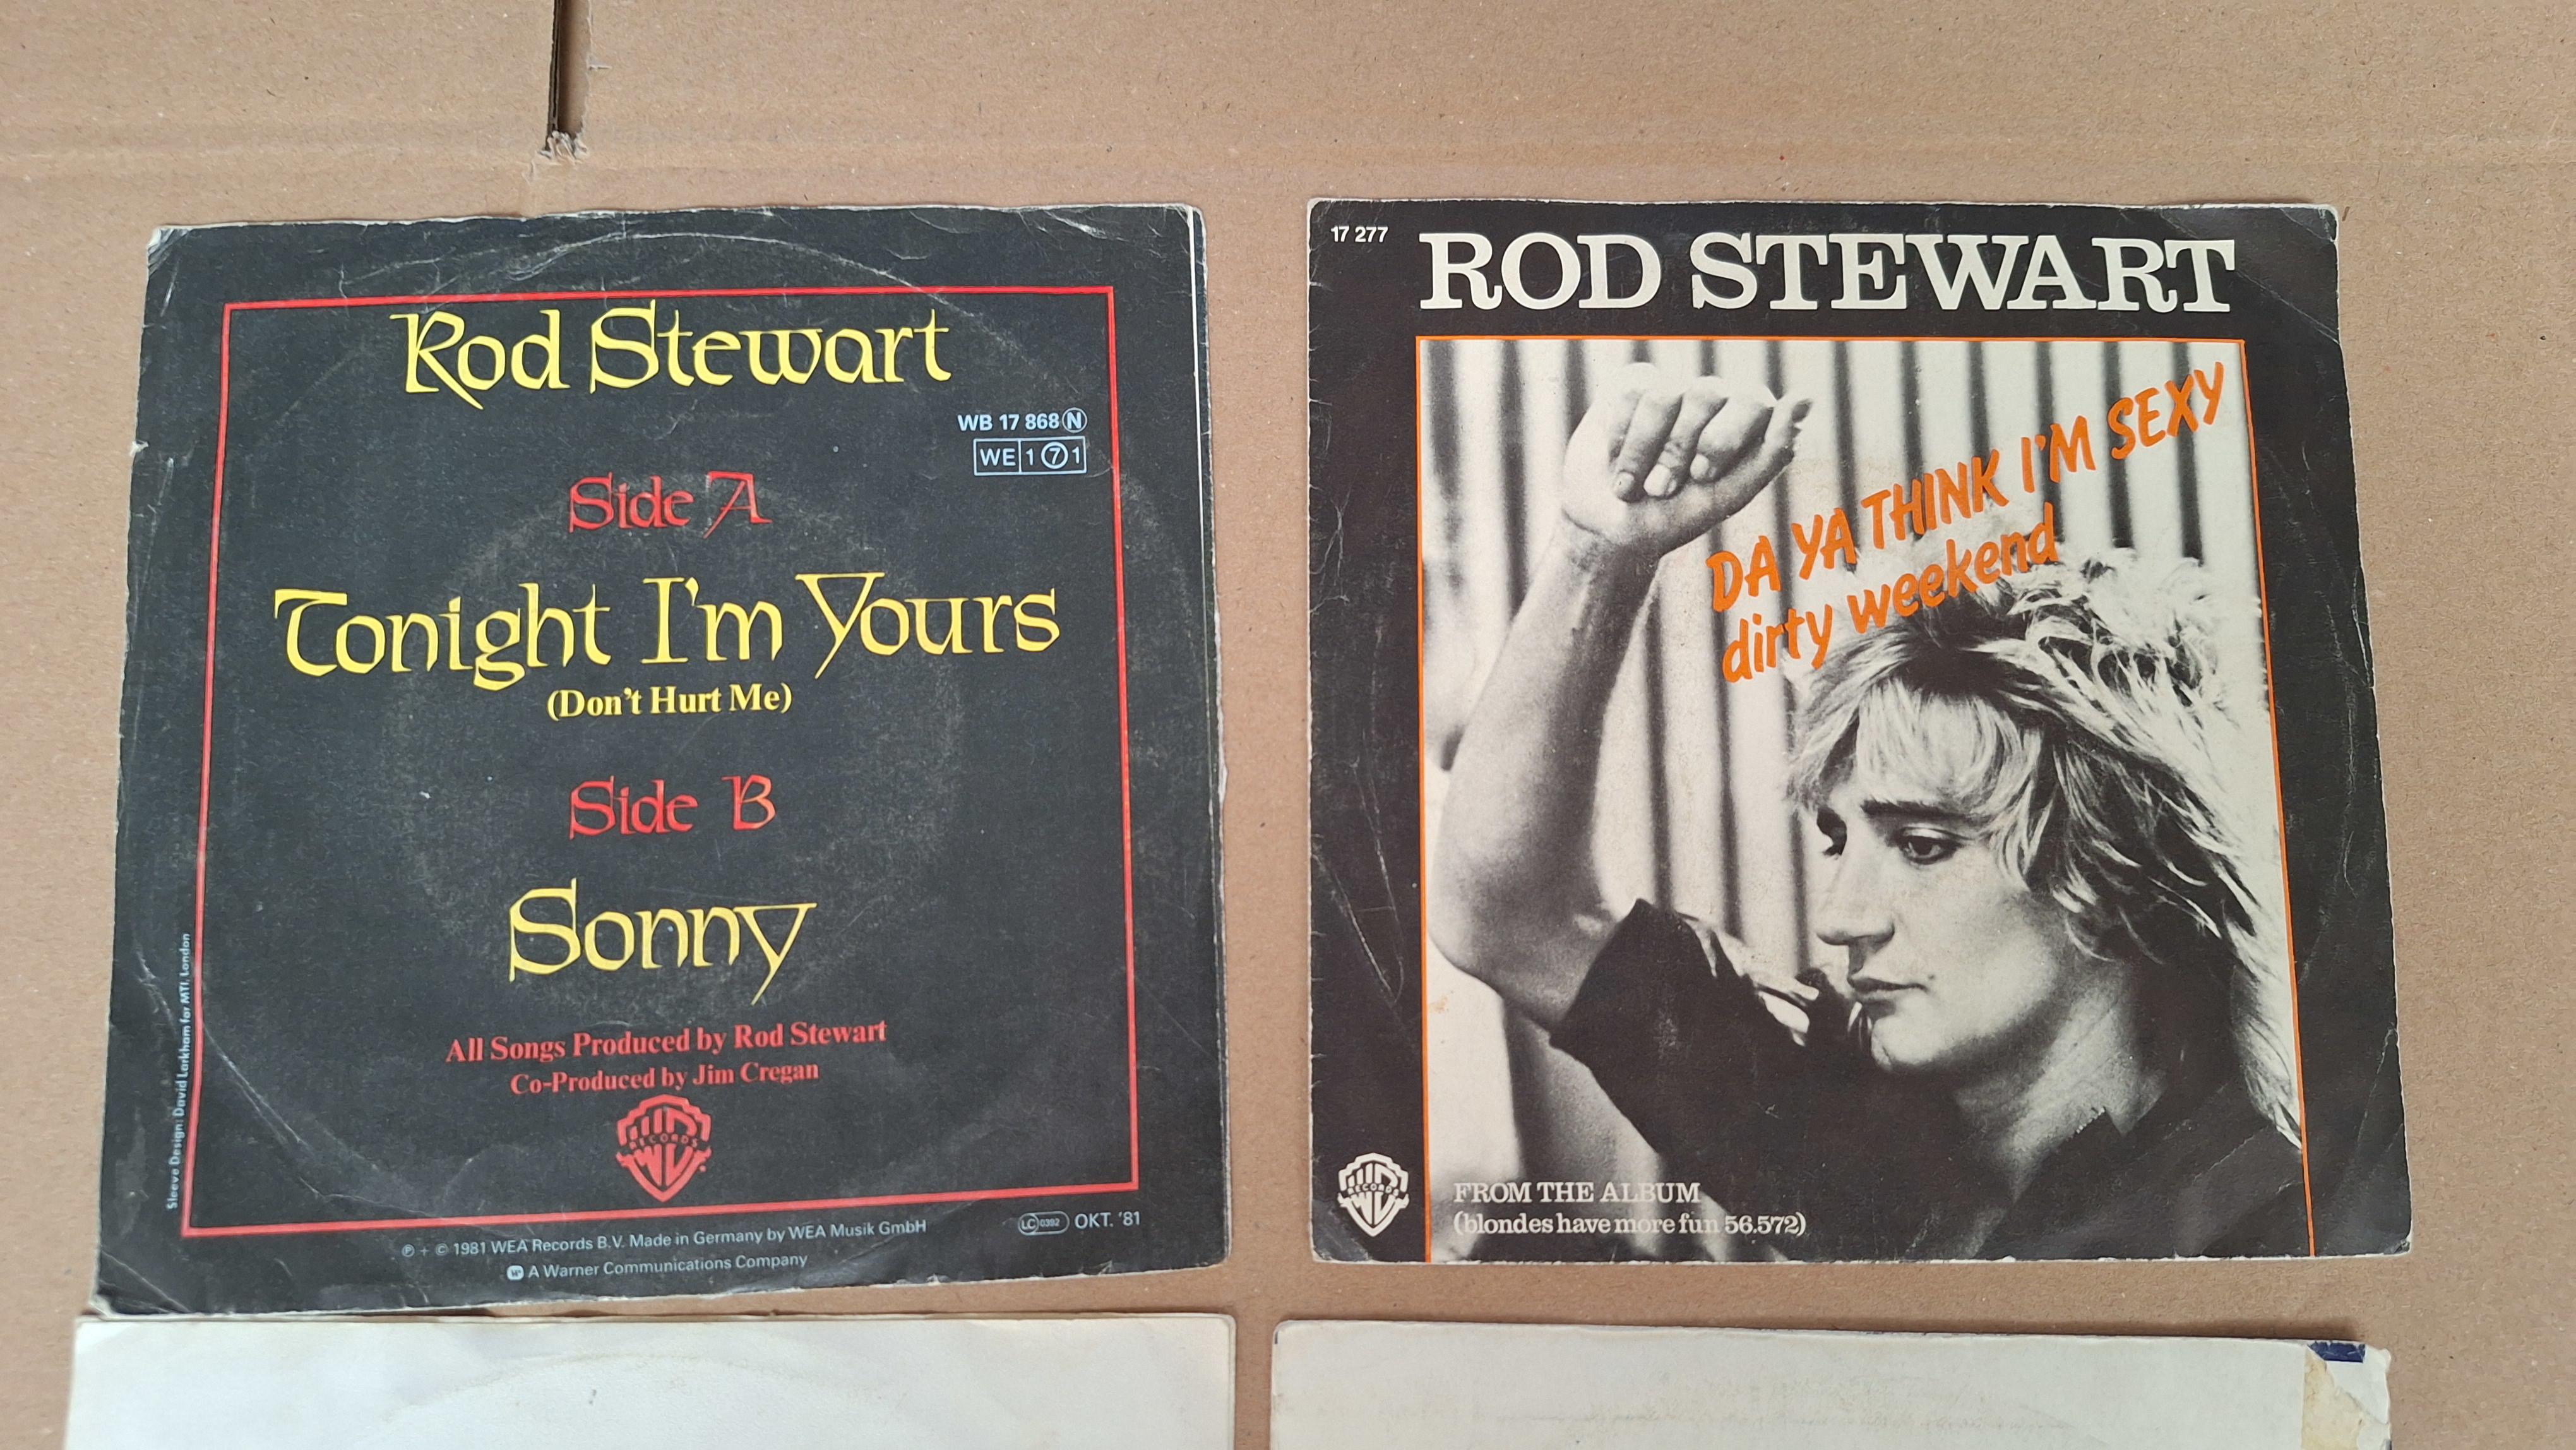 Rod Stewart
WB 17 868 N
WE 1 7 1
Side A
Tonight I'm Yours
(Don't Hurt Me)
Side B
Sonny
All Songs Produced by Rod Stewart
Co-Produced by Jim Cregan
RECORDS
Sleeve Design: David Larkham for MTI, London
℗ + © 1981 WEA Records B.V. Made in Germany by WEA Musik GmbH
LC 0392 OKT. '81
A Warner Communications Company
17 277
ROD STEWART
DA YA THINK I'M SEXY
dirty weekend
RECORDS
FROM THE ALBUM
(blondes have more fun 56.572)